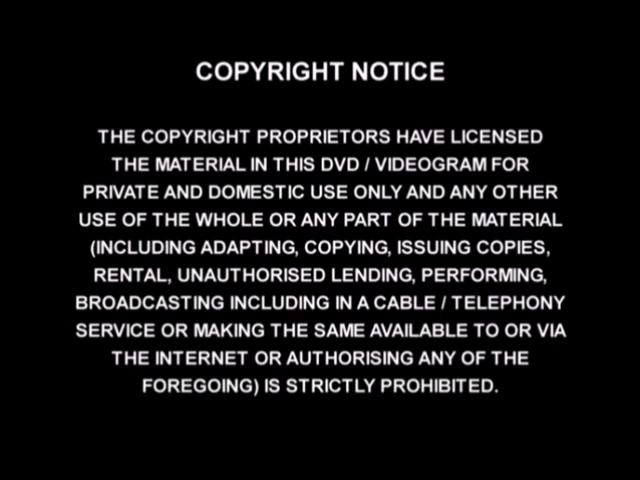 COPYRIGHT NOTICE
THE COPYRIGHT PROPRIETORS HAVE LICENSED
THE MATERIAL IN THIS DVD / VIDEOGRAM FOR
PRIVATE AND DOMESTIC USE ONLY AND ANY OTHER
USE OF THE WHOLE OR ANY PART OF THE MATERIAL
(INCLUDING ADAPTING, COPYING, ISSUING COPIES,
RENTAL, UNAUTHORISED LENDING, PERFORMING,
BROADCASTING INCLUDING IN A CABLE / TELEPHONY
SERVICE OR MAKING THE SAME AVAILABLE TO OR VIA
THE INTERNET OR AUTHORISING ANY OF THE
FOREGOING) IS STRICTLY PROHIBITED.